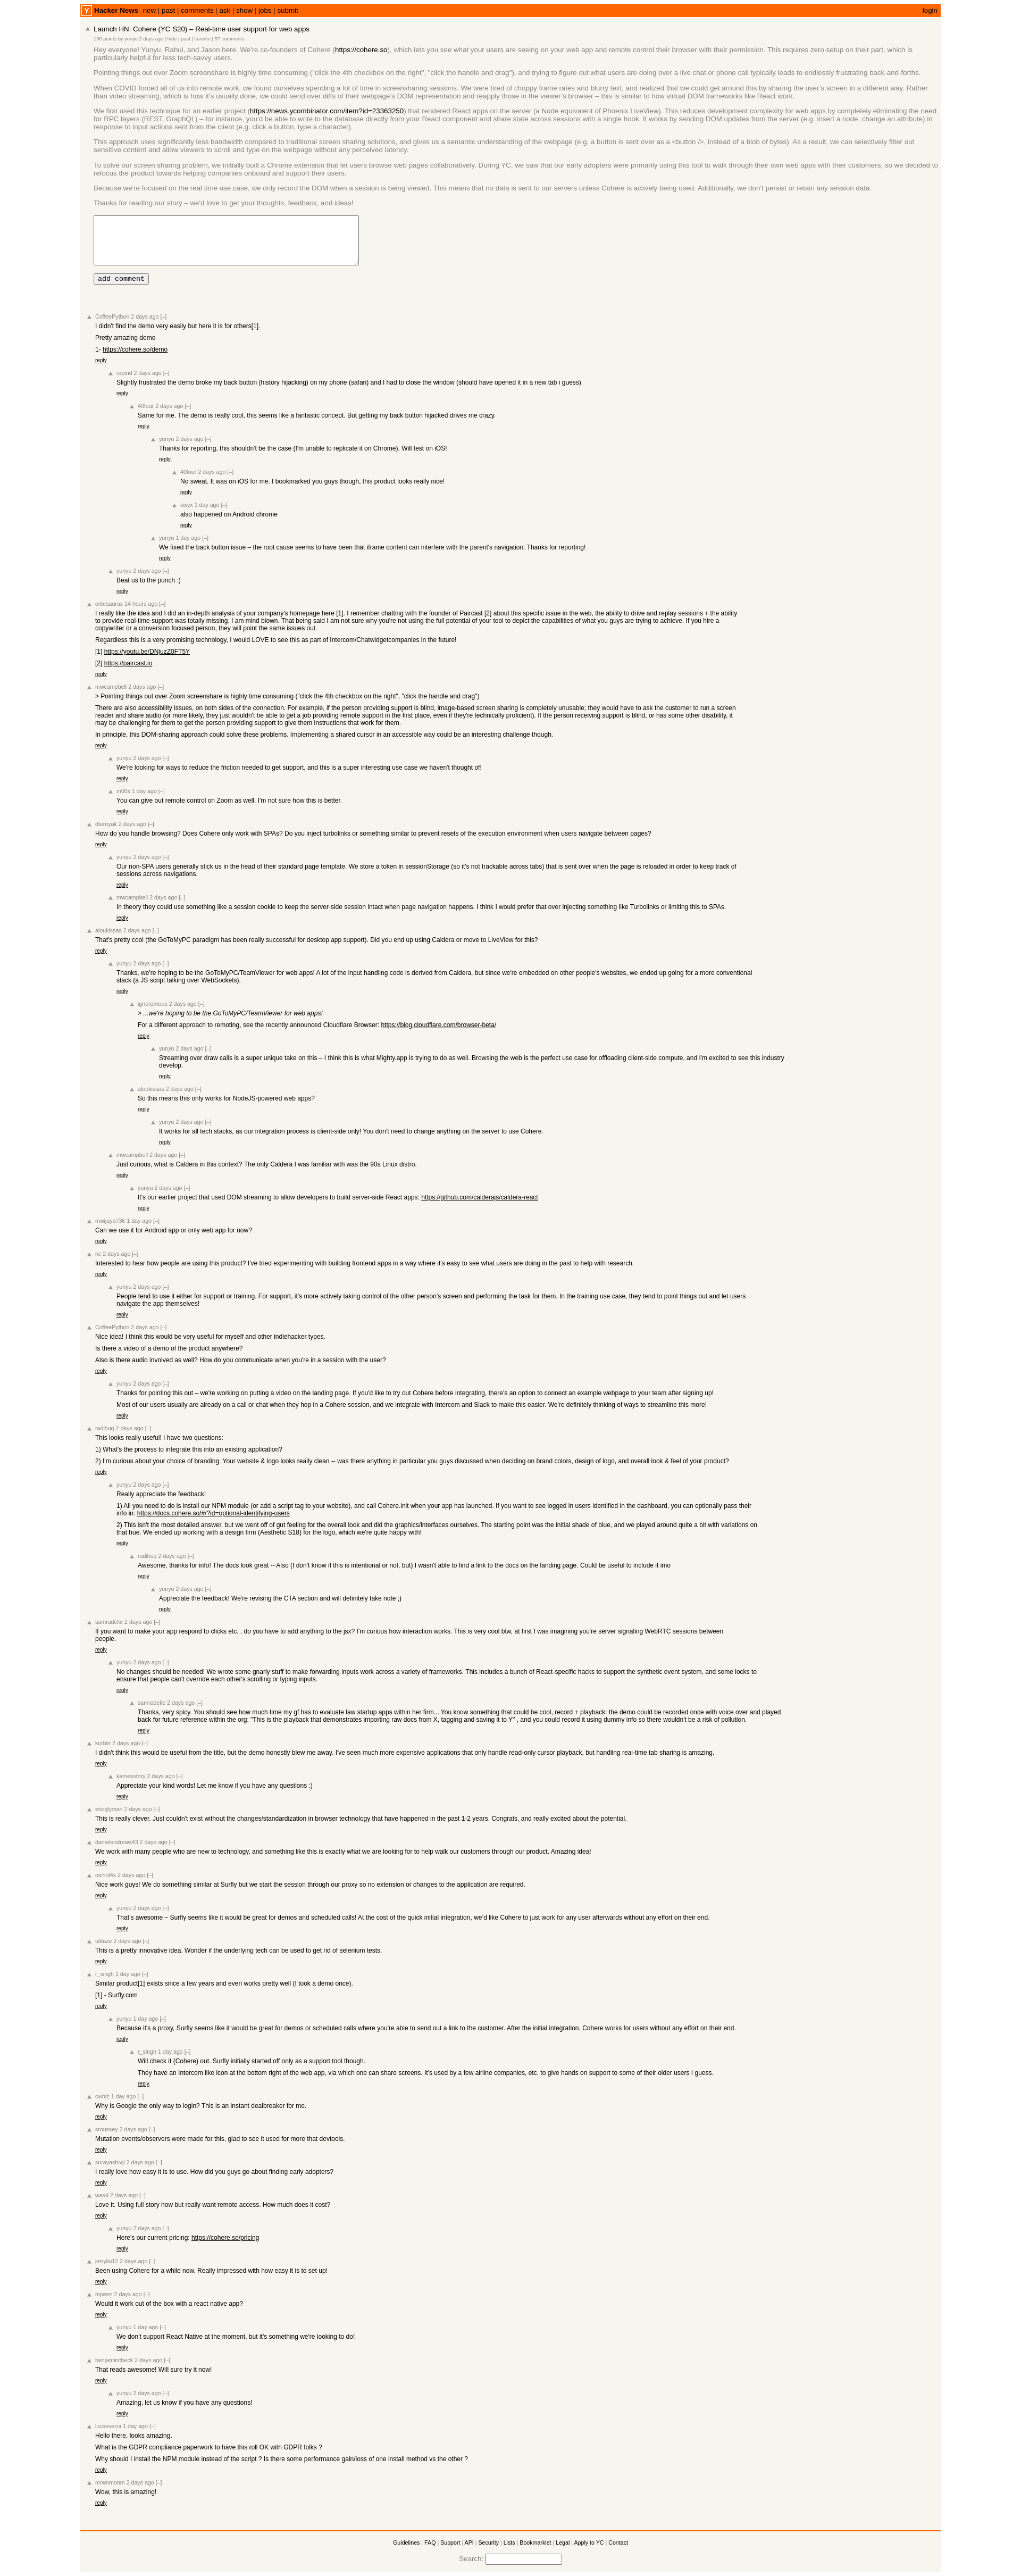 Y Hacker News new | past | comments | ask | show | jobs | submit login
Launch HN: Cohere (YC S20) – Real-time user support for web apps
190 points by yunyu 2 days ago | hide | past | favorite | 57 comments
Hey everyone! Yunyu, Rahul, and Jason here. We're co-founders of Cohere (https://cohere.so), which lets you see what your users are seeing on your web app and remote control their browser with their permission. This requires zero setup on their part, which is
particularly helpful for less tech-savvy users.
Pointing things out over Zoom screenshare is highly time consuming ("click the 4th checkbox on the right", "click the handle and drag"), and trying to figure out what users are doing over a live chat or phone call typically leads to endlessly frustrating back-and-forths.
When COVID forced all of us into remote work, we found ourselves spending a lot of time in screensharing sessions. We were tired of choppy frame rates and blurry text, and realized that we could get around this by sharing the user's screen in a different way. Rather
than video streaming, which is how it's usually done, we could send over diffs of their webpage's DOM representation and reapply those in the viewer's browser – this is similar to how virtual DOM frameworks like React work.
We first used this technique for an earlier project (https://news.ycombinator.com/item?id=23363250) that rendered React apps on the server (a Node equivalent of Phoenix LiveView). This reduces development complexity for web apps by completely eliminating the need
for RPC layers (REST, GraphQL) – for instance, you'd be able to write to the database directly from your React component and share state across sessions with a single hook. It works by sending DOM updates from the server (e.g. insert a node, change an attribute) in
response to input actions sent from the client (e.g. click a button, type a character).
This approach uses significantly less bandwidth compared to traditional screen sharing solutions, and gives us a semantic understanding of the webpage (e.g. a button is sent over as a <button />, instead of a blob of bytes). As a result, we can selectively filter out
sensitive content and allow viewers to scroll and type on the webpage without any perceived latency.
To solve our screen sharing problem, we initially built a Chrome extension that let users browse web pages collaboratively. During YC, we saw that our early adopters were primarily using this tool to walk through their own web apps with their customers, so we decided to
refocus the product towards helping companies onboard and support their users.
Because we're focused on the real time use case, we only record the DOM when a session is being viewed. This means that no data is sent to our servers unless Cohere is actively being used. Additionally, we don't persist or retain any session data.
Thanks for reading our story – we'd love to get your thoughts, feedback, and ideas!
add comment
CoffeePython 2 days ago [–]
I didn't find the demo very easily but here it is for others[1].
Pretty amazing demo
1- https://cohere.so/demo
reply
rapind 2 days ago [–]
Slightly frustrated the demo broke my back button (history hijacking) on my phone (safari) and I had to close the window (should have opened it in a new tab i guess).
reply
40four 2 days ago [–]
Same for me. The demo is really cool, this seems like a fantastic concept. But getting my back button hijacked drives me crazy.
reply
yunyu 2 days ago [–]
Thanks for reporting, this shouldn't be the case (I'm unable to replicate it on Chrome). Will test on iOS!
reply
40four 2 days ago [–]
No sweat. It was on iOS for me. I bookmarked you guys though, this product looks really nice!
reply
swyx 1 day ago [–]
also happened on Android chrome
reply
yunyu 1 day ago [–]
We fixed the back button issue – the root cause seems to have been that iframe content can interfere with the parent's navigation. Thanks for reporting!
reply
yunyu 2 days ago [–]
Beat us to the punch :)
reply
orliesaurus 14 hours ago [–]
I really like the idea and I did an in-depth analysis of your company's homepage here [1]. I remember chatting with the founder of Paircast [2] about this specific issue in the web, the ability to drive and replay sessions + the ability
to provide real-time support was totally missing. I am mind blown. That being said I am not sure why you're not using the full potential of your tool to depict the capabilities of what you guys are trying to achieve. If you hire a
copywriter or a conversion focused person, they will point the same issues out.
Regardless this is a very promising technology, I would LOVE to see this as part of Intercom/Chatwidgetcompanies in the future!
[1] https://youtu.be/DNjuzZ0FT5Y
[2] https://paircast.io
reply
mwcampbell 2 days ago [–]
> Pointing things out over Zoom screenshare is highly time consuming ("click the 4th checkbox on the right", "click the handle and drag")
There are also accessibility issues, on both sides of the connection. For example, if the person providing support is blind, image-based screen sharing is completely unusable; they would have to ask the customer to run a screen
reader and share audio (or more likely, they just wouldn't be able to get a job providing remote support in the first place, even if they're technically proficient). If the person receiving support is blind, or has some other disability, it
may be challenging for them to get the person providing support to give them instructions that work for them.
In principle, this DOM-sharing approach could solve these problems. Implementing a shared cursor in an accessible way could be an interesting challenge though.
reply
yunyu 2 days ago [–]
We're looking for ways to reduce the friction needed to get support, and this is a super interesting use case we haven't thought of!
reply
m00x 1 day ago [–]
You can give out remote control on Zoom as well. I'm not sure how this is better.
reply
dternyak 2 days ago [–]
How do you handle browsing? Does Cohere only work with SPAs? Do you inject turbolinks or something similar to prevent resets of the execution environment when users navigate between pages?
reply
yunyu 2 days ago [–]
Our non-SPA users generally stick us in the head of their standard page template. We store a token in sessionStorage (so it's not trackable across tabs) that is sent over when the page is reloaded in order to keep track of
sessions across navigations.
reply
mwcampbell 2 days ago [–]
In theory they could use something like a session cookie to keep the server-side session intact when page navigation happens. I think I would prefer that over injecting something like Turbolinks or limiting this to SPAs.
reply
aloukissas 2 days ago [–]
That's pretty cool (the GoToMyPC paradigm has been really successful for desktop app support). Did you end up using Caldera or move to LiveView for this?
reply
yunyu 2 days ago [–]
Thanks, we're hoping to be the GoToMyPC/TeamViewer for web apps! A lot of the input handling code is derived from Caldera, but since we're embedded on other people's websites, we ended up going for a more conventional
stack (a JS script talking over WebSockets).
reply
ignoramous 2 days ago [–]
> ...we're hoping to be the GoToMyPC/TeamViewer for web apps!
For a different approach to remoting, see the recently announced Cloudflare Browser: https://blog.cloudflare.com/browser-beta/
reply
yunyu 2 days ago [–]
Streaming over draw calls is a super unique take on this – I think this is what Mighty.app is trying to do as well. Browsing the web is the perfect use case for offloading client-side compute, and I'm excited to see this industry
develop.
reply
aloukissas 2 days ago [–]
So this means this only works for NodeJS-powered web apps?
reply
yunyu 2 days ago [–]
It works for all tech stacks, as our integration process is client-side only! You don't need to change anything on the server to use Cohere.
reply
mwcampbell 2 days ago [–]
Just curious, what is Caldera in this context? The only Caldera I was familiar with was the 90s Linux distro.
reply
yunyu 2 days ago [–]
It's our earlier project that used DOM streaming to allow developers to build server-side React apps: https://github.com/calderajs/caldera-react
reply
mwijaya736 1 day ago [–]
Can we use it for Android app or only web app for now?
reply
nc 2 days ago [–]
Interested to hear how people are using this product? I've tried experimenting with building frontend apps in a way where it's easy to see what users are doing in the past to help with research.
reply
yunyu 2 days ago [–]
People tend to use it either for support or training. For support, it's more actively taking control of the other person's screen and performing the task for them. In the training use case, they tend to point things out and let users
navigate the app themselves!
reply
CoffeePython 2 days ago [–]
Nice idea! I think this would be very useful for myself and other indiehacker types.
Is there a video of a demo of the product anywhere?
Also is there audio involved as well? How do you communicate when you're in a session with the user?
reply
yunyu 2 days ago [–]
Thanks for pointing this out – we're working on putting a video on the landing page. If you'd like to try out Cohere before integrating, there's an option to connect an example webpage to your team after signing up!
Most of our users usually are already on a call or chat when they hop in a Cohere session, and we integrate with Intercom and Slack to make this easier. We're definitely thinking of ways to streamline this more!
reply
radihuq 2 days ago [–]
This looks really useful! I have two questions:
1) What's the process to integrate this into an existing application?
2) I'm curious about your choice of branding. Your website & logo looks really clean -- was there anything in particular you guys discussed when deciding on brand colors, design of logo, and overall look & feel of your product?
reply
yunyu 2 days ago [–]
Really appreciate the feedback!
1) All you need to do is install our NPM module (or add a script tag to your website), and call Cohere.init when your app has launched. If you want to see logged in users identified in the dashboard, you can optionally pass their
info in: https://docs.cohere.so/#/?id=optional-identifying-users
2) This isn't the most detailed answer, but we went off of gut feeling for the overall look and did the graphics/interfaces ourselves. The starting point was the initial shade of blue, and we played around quite a bit with variations on
that hue. We ended up working with a design firm (Aesthetic S18) for the logo, which we're quite happy with!
reply
radihuq 2 days ago [–]
Awesome, thanks for info! The docs look great -- Also (I don't know if this is intentional or not, but) I wasn't able to find a link to the docs on the landing page. Could be useful to include it imo
reply
yunyu 2 days ago [–]
Appreciate the feedback! We're revising the CTA section and will definitely take note ;)
reply
samradelie 2 days ago [–]
If you want to make your app respond to clicks etc. , do you have to add anything to the jsx? I'm curious how interaction works. This is very cool btw, at first I was imagining you're server signaling WebRTC sessions between
people.
reply
yunyu 2 days ago [–]
No changes should be needed! We wrote some gnarly stuff to make forwarding inputs work across a variety of frameworks. This includes a bunch of React-specific hacks to support the synthetic event system, and some locks to
ensure that people can't override each other's scrolling or typing inputs.
reply
samradelie 2 days ago [–]
Thanks, very spicy. You should see how much time my gf has to evaluate law startup apps within her firm... You know something that could be cool, record + playback: the demo could be recorded once with voice over and played
back for future reference within the org: "This is the playback that demonstrates importing raw docs from X, tagging and saving it to Y" , and you could record it using dummy info so there wouldn't be a risk of pollution.
reply
kurbin 2 days ago [–]
I didn't think this would be useful from the title, but the demo honestly blew me away. I've seen much more expensive applications that only handle read-only cursor playback, but handling real-time tab sharing is amazing.
reply
kamesstory 2 days ago [–]
Appreciate your kind words! Let me know if you have any questions :)
reply
ericglyman 2 days ago [–]
This is really clever. Just couldn't exist without the changes/standardization in browser technology that have happened in the past 1-2 years. Congrats, and really excited about the potential.
reply
danielandrews43 2 days ago [–]
We work with many people who are new to technology, and something like this is exactly what we are looking for to help walk our customers through our product. Amazing idea!
reply
nichol4s 2 days ago [–]
Nice work guys! We do something similar at Surfly but we start the session through our proxy so no extension or changes to the application are required.
reply
yunyu 2 days ago [–]
That's awesome – Surfly seems like it would be great for demos and scheduled calls! At the cost of the quick initial integration, we'd like Cohere to just work for any user afterwards without any effort on their end.
reply
ublaze 2 days ago [–]
This is a pretty innovative idea. Wonder if the underlying tech can be used to get rid of selenium tests.
reply
r_singh 1 day ago [–]
Similar product[1] exists since a few years and even works pretty well (I took a demo once).
[1] - Surfly.com
reply
yunyu 1 day ago [–]
Because it's a proxy, Surfly seems like it would be great for demos or scheduled calls where you're able to send out a link to the customer. After the initial integration, Cohere works for users without any effort on their end.
reply
r_singh 1 day ago [–]
Will check it (Cohere) out. Surfly initially started off only as a support tool though.
They have an Intercom like icon at the bottom right of the web app, via which one can share screens. It's used by a few airline companies, etc. to give hands on support to some of their older users I guess.
reply
cwhiz 1 day ago [–]
Why is Google the only way to login? This is an instant dealbreaker for me.
reply
sroussey 2 days ago [–]
Mutation events/observers were made for this, glad to see it used for more that devtools.
reply
surayashivji 2 days ago [–]
I really love how easy it is to use. How did you guys go about finding early adopters?
reply
wasd 2 days ago [–]
Love it. Using full story now but really want remote access. How much does it cost?
reply
yunyu 2 days ago [–]
Here's our current pricing: https://cohere.so/pricing
reply
jerryliu12 2 days ago [–]
Been using Cohere for a while now. Really impressed with how easy it is to set up!
reply
mpenn 2 days ago [–]
Would it work out of the box with a react native app?
reply
yunyu 1 day ago [–]
We don't support React Native at the moment, but it's something we're looking to do!
reply
benjamincheck 2 days ago [–]
That reads awesome! Will sure try it now!
reply
yunyu 2 days ago [–]
Amazing, let us know if you have any questions!
reply
lucasverra 1 day ago [–]
Hello there, looks amazing.
What is the GDPR compliance paperwork to have this roll OK with GDPR folks ?
Why should I install the NPM module instead of the script ? Is there some performance gain/loss of one install method vs the other ?
reply
mrwnmonm 2 days ago [–]
Wow, this is amazing!
reply
Guidelines | FAQ | Support | API | Security | Lists | Bookmarklet | Legal | Apply to YC | Contact
Search: